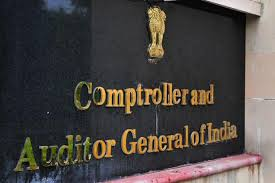 Comptroller and
Auditor General of India